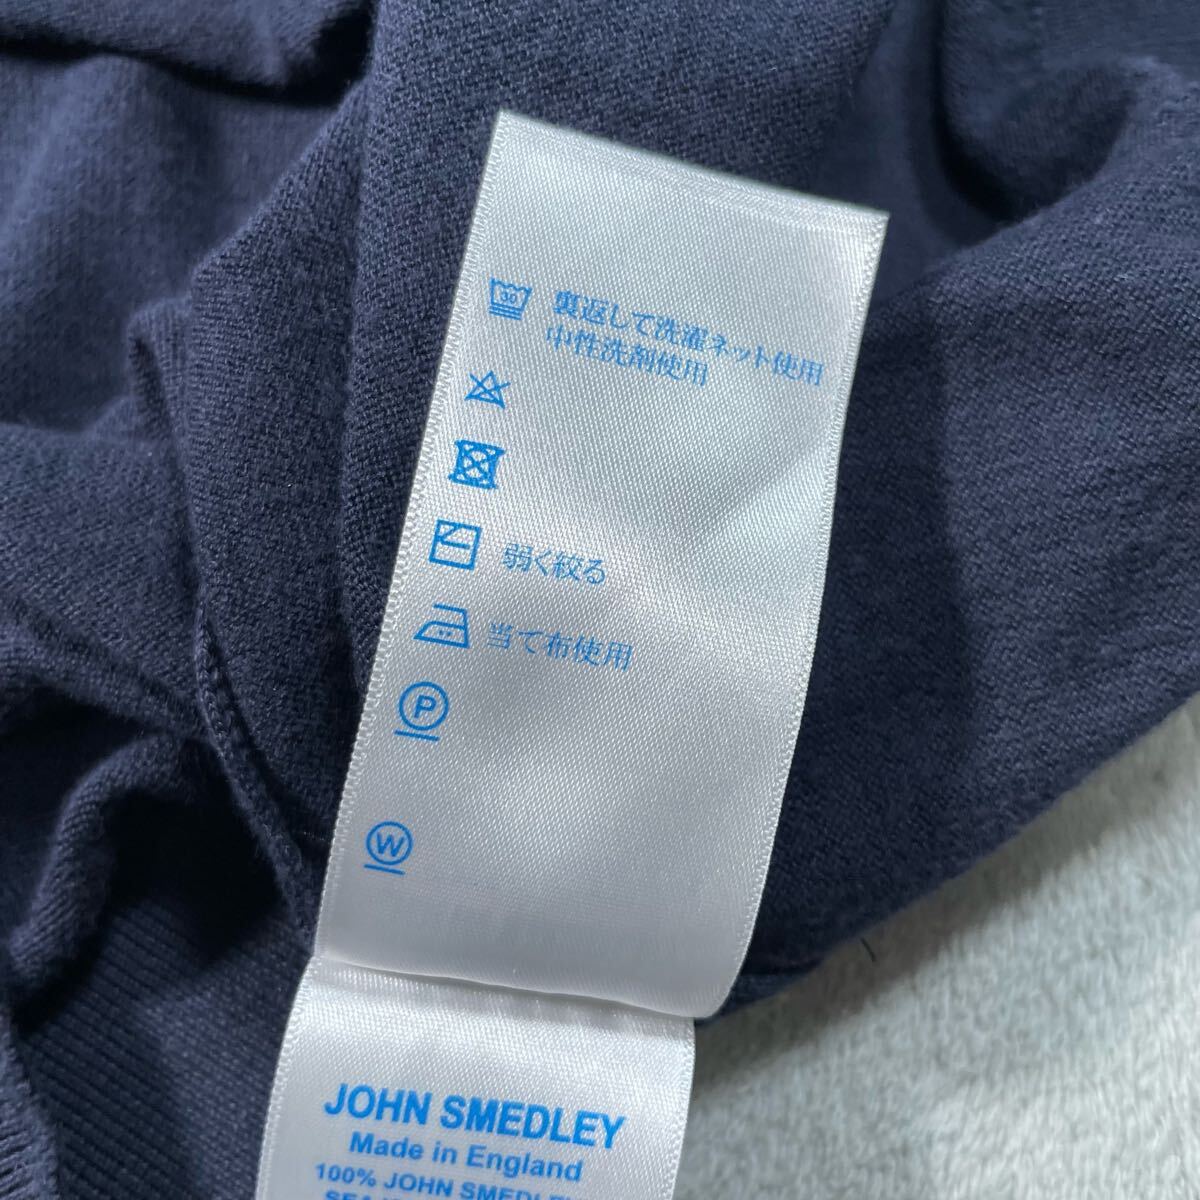 30 裏返して洗濯ネット使用
中性洗剤使用
弱く絞る
当て布使用
P
W
JOHN SMEDLEY
Made in England
100% JOHN SMEDLEY
SEA